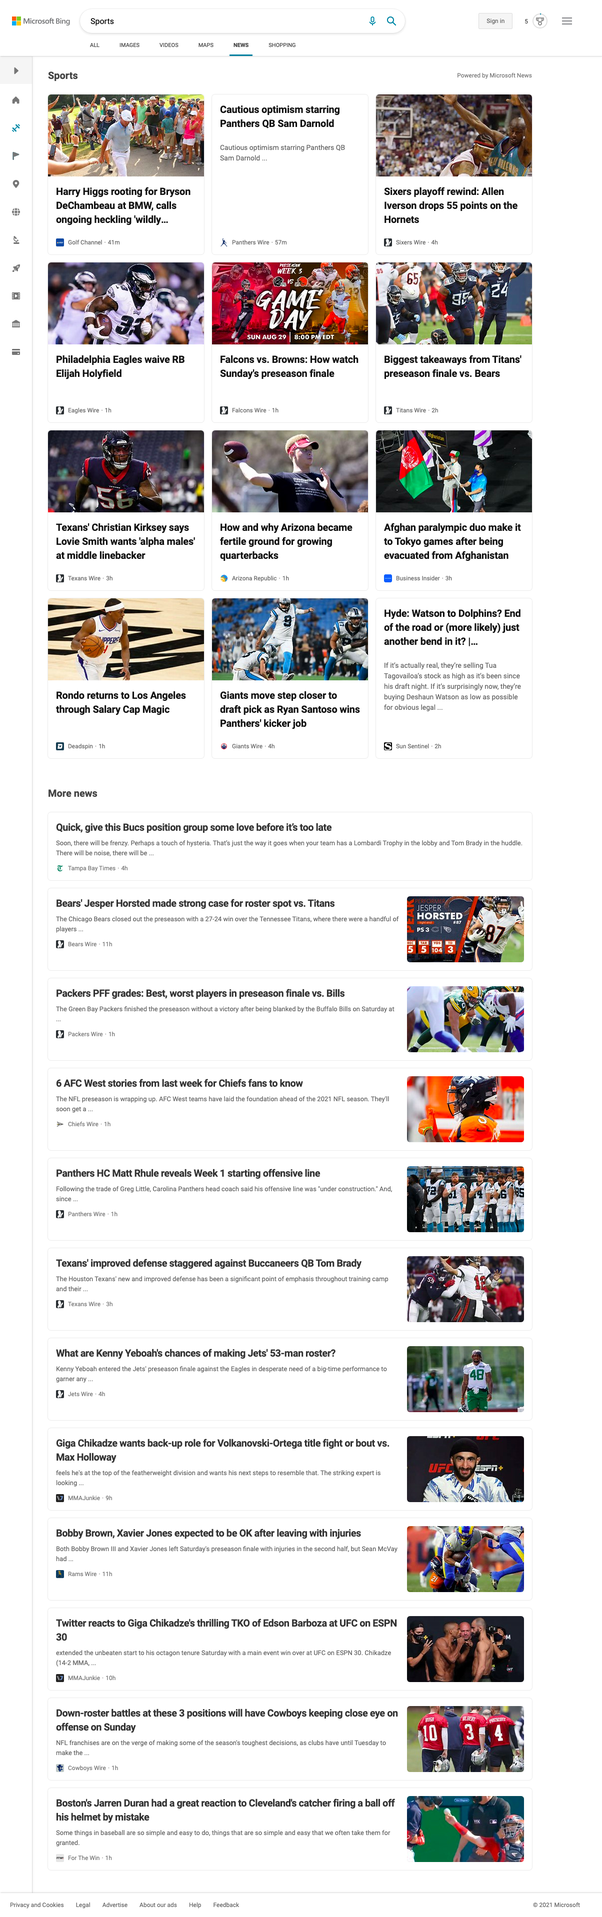 Microsoft Bing
Sports
Sign in
5
ALL
IMAGES
VIDEOS
MAPS
NEWS
SHOPPING
Sports
Powered by Microsoft News
Harry Higgs rooting for Bryson
DeChambeau at BMW, calls
ongoing heckling 'wildly...
Golf Channel · 41m
Cautious optimism starring
Panthers QB Sam Darnold
Cautious optimism starring Panthers QB
Sam Darnold ...
Panthers Wire · 57m
Sixers playoff rewind: Allen
Iverson drops 55 points on the
Hornets
Sixers Wire · 4h
Philadelphia Eagles waive RB
Elijah Holyfield
Eagles Wire · 1h
WEEK 3
GAME
DAY
SUN AUG 29 | 8:00 PM EDT
Falcons vs. Browns: How watch
Sunday's preseason finale
Falcons Wire · 1h
65
98
24
Biggest takeaways from Titans'
preseason finale vs. Bears
Titans Wire · 2h
56
Texans' Christian Kirksey says
Lovie Smith wants 'alpha males'
at middle linebacker
Texans Wire · 3h
How and why Arizona became
fertile ground for growing
quarterbacks
Arizona Republic · 1h
Afghan paralympic duo make it
to Tokyo games after being
evacuated from Afghanistan
Business Insider · 3h
Rondo returns to Los Angeles
through Salary Cap Magic
Deadspin · 1h
9
Giants move step closer to
draft pick as Ryan Santoso wins
Panthers' kicker job
Giants Wire · 4h
Hyde: Watson to Dolphins? End
of the road or (more likely) just
another bend in it? |...
If it's actually real, they're selling Tua
Tagovailoa's stock as high as it's been since
his draft night. If it's surprisingly now, they're
buying Deshaun Watson as low as possible
for obvious legal ...
Sun Sentinel · 2h
More news
Quick, give this Bucs position group some love before it's too late
Soon, there will be frenzy. Perhaps a touch of hysteria. That's just the way it goes when your team has a Lombardi Trophy in the lobby and Tom Brady in the huddle.
There will be noise, there will be ...
Tampa Bay Times · 4h
Bears' Jesper Horsted made strong case for roster spot vs. Titans
The Chicago Bears closed out the preseason with a 27-24 win over the Tennessee Titans, where there were a handful of
players ...
Bears Wire · 11h
JESPER
HORSTED
PS 3
5 5 104 3
87
Packers PFF grades: Best, worst players in preseason finale vs. Bills
The Green Bay Packers finished the preseason without a victory after being blanked by the Buffalo Bills on Saturday at
...
Packers Wire · 1h
6 AFC West stories from last week for Chiefs fans to know
The NFL preseason is wrapping up. AFC West teams have laid the foundation ahead of the 2021 NFL season. They'll
soon get a ...
Chiefs Wire · 1h
Panthers HC Matt Rhule reveals Week 1 starting offensive line
Following the trade of Greg Little, Carolina Panthers head coach said his offensive line was "under construction." And,
since ...
Panthers Wire · 1h
Texans' improved defense staggered against Buccaneers QB Tom Brady
The Houston Texans' new and improved defense has been a significant point of emphasis throughout training camp
and their ...
Texans Wire · 3h
12
What are Kenny Yeboah's chances of making Jets' 53-man roster?
Kenny Yeboah entered the Jets' preseason finale against the Eagles in desperate need of a big-time performance to
garner any ...
Jets Wire · 4h
48
Giga Chikadze wants back-up role for Volkanovski-Ortega title fight or bout vs.
Max Holloway
feels he's at the top of the featherweight division and wants his next steps to resemble that. The striking expert is
looking ...
MMAJunkie · 9h
UFC
ESPN+
Bobby Brown, Xavier Jones expected to be OK after leaving with injuries
Both Bobby Brown III and Xavier Jones left Saturday's preseason finale with injuries in the second half, but Sean McVay
had ...
Rams Wire · 11h
Twitter reacts to Giga Chikadze's thrilling TKO of Edson Barboza at UFC on ESPN
30
extended the unbeaten start to his octagon tenure Saturday with a main event win over at UFC on ESPN 30. Chikadze
(14-2 MMA, ...
MMAJunkie · 10h
Down-roster battles at these 3 positions will have Cowboys keeping close eye on
offense on Sunday
NFL franchises are on the verge of making some of the season's toughest decisions, as clubs have until Tuesday to
make the ...
Cowboys Wire · 1h
10
3
4
Boston's Jarren Duran had a great reaction to Cleveland's catcher firing a ball off
his helmet by mistake
Some things in baseball are so simple and easy to do, things that are so simple and easy that we often take them for
granted.
For The Win · 1h
Privacy and Cookies
Legal
Advertise
About our ads
Help
Feedback
© 2021 Microsoft